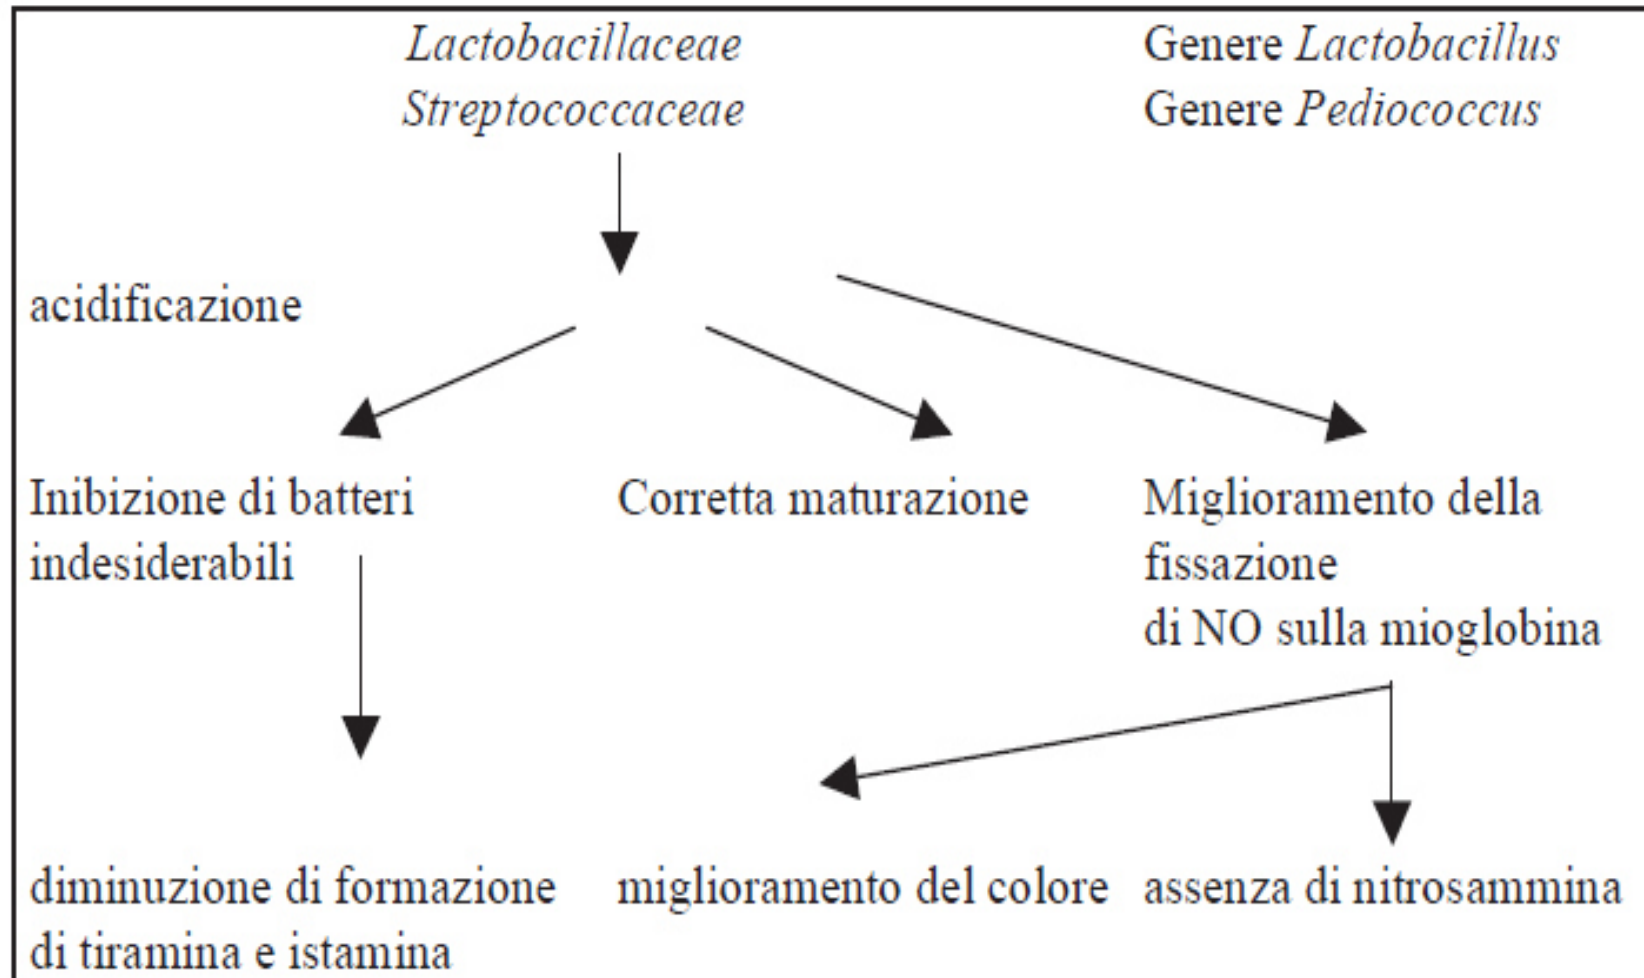 Lactobacillaceae
Streptococcaceae
Genere Lactobacillus
Genere Pediococcus
acidificazione
Inibizione di batteri
indesiderabili
Corretta maturazione
Miglioramento della
fissazione
di NO sulla mioglobina
diminuzione di formazione
di tiramina e istamina
miglioramento del colore
assenza di nitrosammina